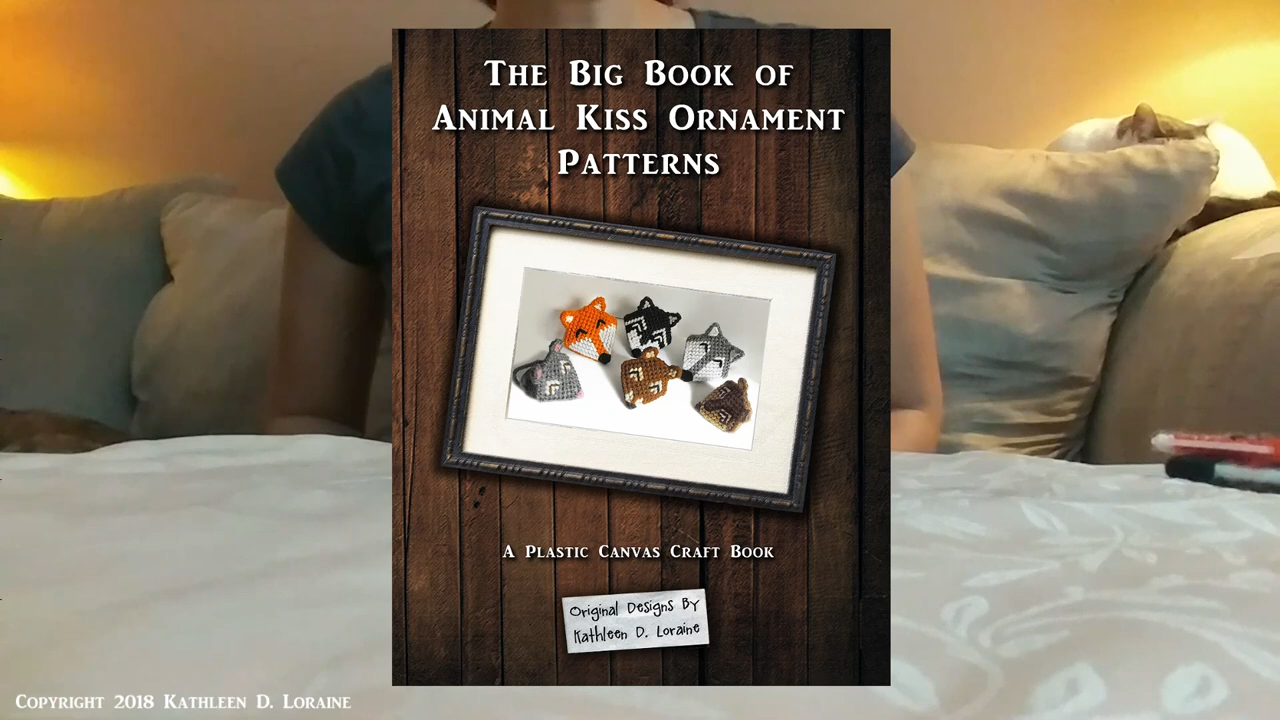 The Big Book of
Animal Kiss Ornament
Patterns
A Plastic Canvas Craft Book
Original Designs By
Kathleen D. Loraine
Copyright 2018 Kathleen D. Loraine